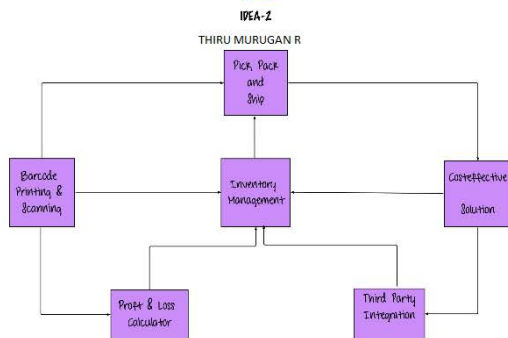 IDEA-2
THIRU MURUGAN R
Pick, Pack
and
Ship
Barcode
Printing &
Scanning
Inventory
Management
Costeffective
Solution
Profit & Loss
Calculator
Third Party
Integration